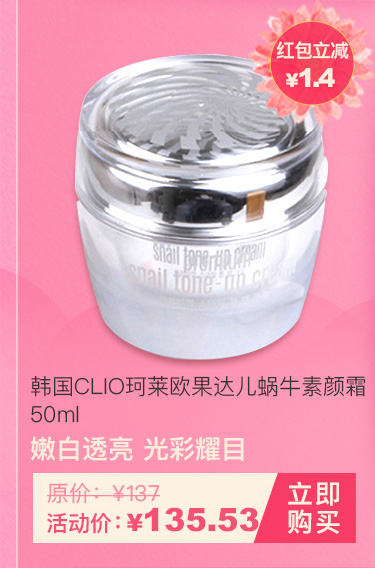 红包立减
¥1.4
snail tone-up cream
snail tone-up cream
韩国CLIO珂莱欧果达儿蜗牛素颜霜
50ml
嫩白透亮 光彩耀目
原价：¥137
活动价：¥135.53
立即
购买